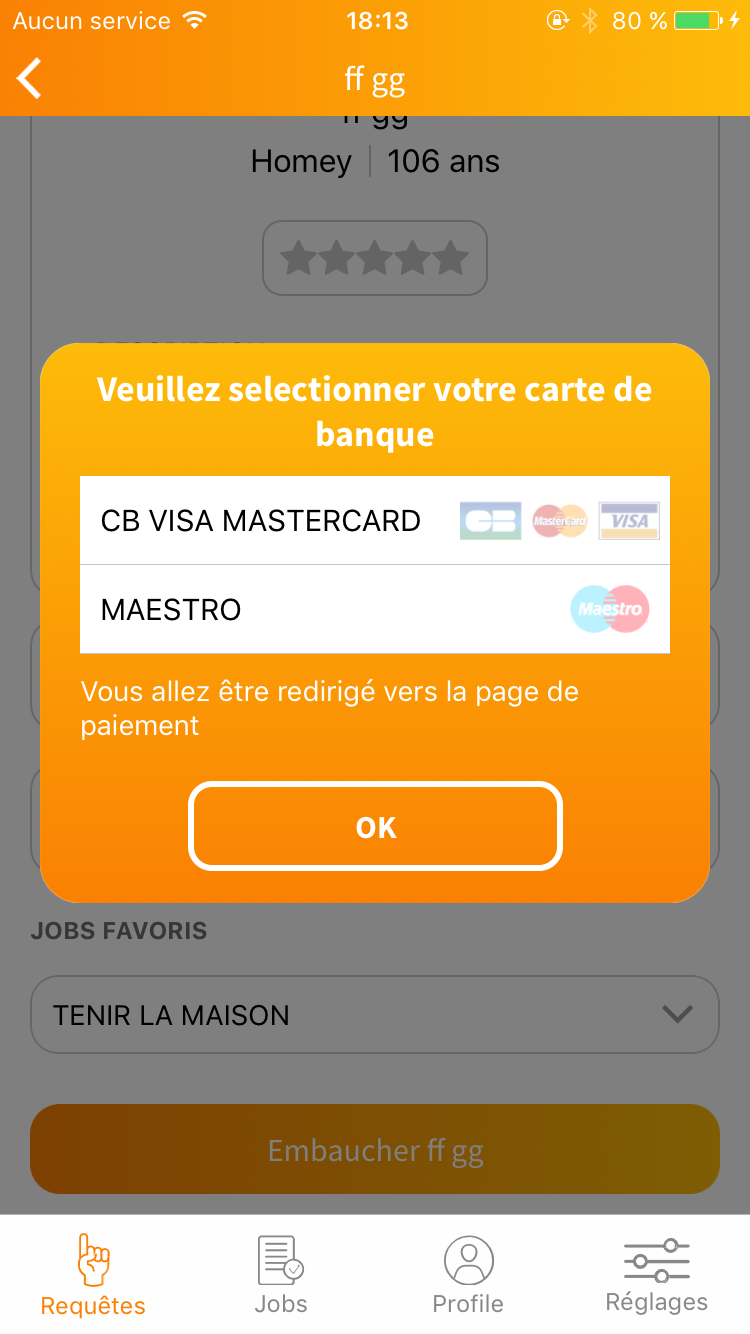 Aucun service 18:13 80 %
ff gg
ff gg
Homey | 106 ans
Veuillez selectionner votre carte de
banque
CB VISA MASTERCARD CB MasterCard VISA
MAESTRO Maestro
Vous allez être redirigé vers la page de
paiement
OK
JOBS FAVORIS
TENIR LA MAISON
Embaucher ff gg
Requêtes Jobs Profile Réglages